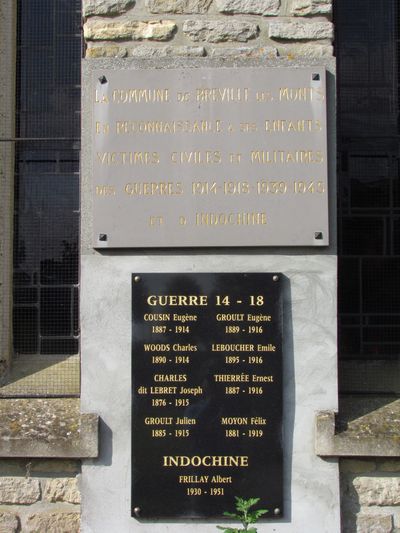 LA COMMUNE DE BREVILLE LES MONTS
EN RECONNAISSANCE A SES ENFANTS
VICTIMES CIVILES ET MILITAIRES
DES GUERRES 1914-1918-1939-1945
ET D INDOCHINE
GUERRE 14 - 18
COUSIN Eugène GROULT Eugène
1887 - 1914 1889 - 1916
WOODS Charles LEBOUCHER Emile
1890 - 1914 1895 - 1916
CHARLES THIERRÉE Ernest
dit LEBRET Joseph 1887 - 1916
1876 - 1915
GROULT Julien MOYON Félix
1885 - 1915 1881 - 1919
INDOCHINE
FRILLAY Albert
1930 - 1951